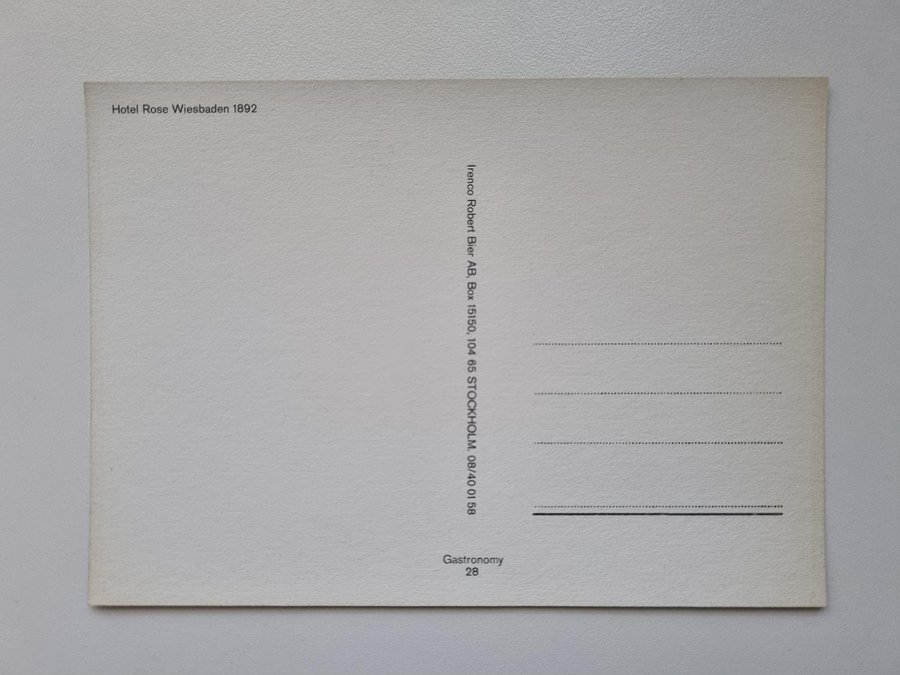 Hotel Rose Wiesbaden 1892
Irenco Robert Bier AB, Box 15150, 104 65 STOCKHOLM. 08/40 01 58
Gastronomy
28